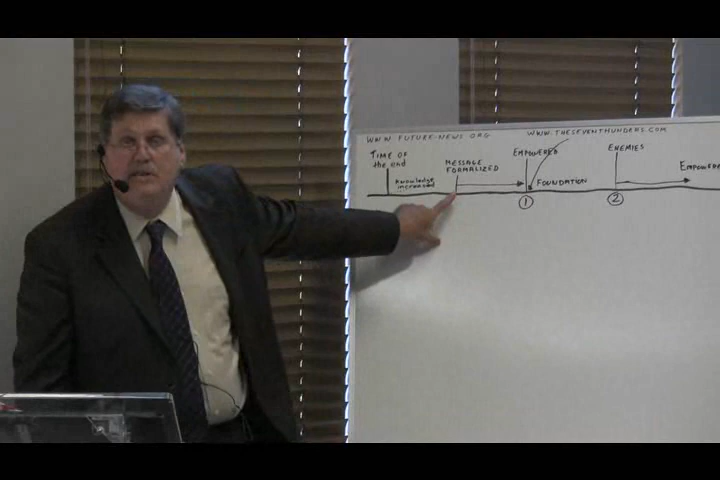 WWW. FUTURE-NEWS ORG
WWW. THESEVENTHUNDERS.COM
TIME OF
the end
Knowledge
increased
MESSAGE
FORMALIZED
EMPOWERED
FOUNDATION
1
ENEMIES
2
EMPOWERE